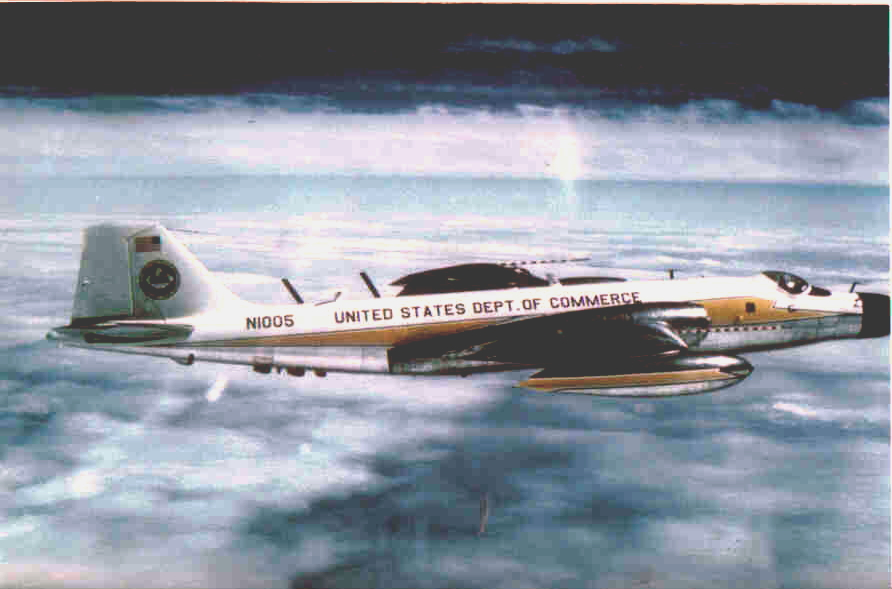 N1005
UNITED STATES DEPT. OF COMMERCE